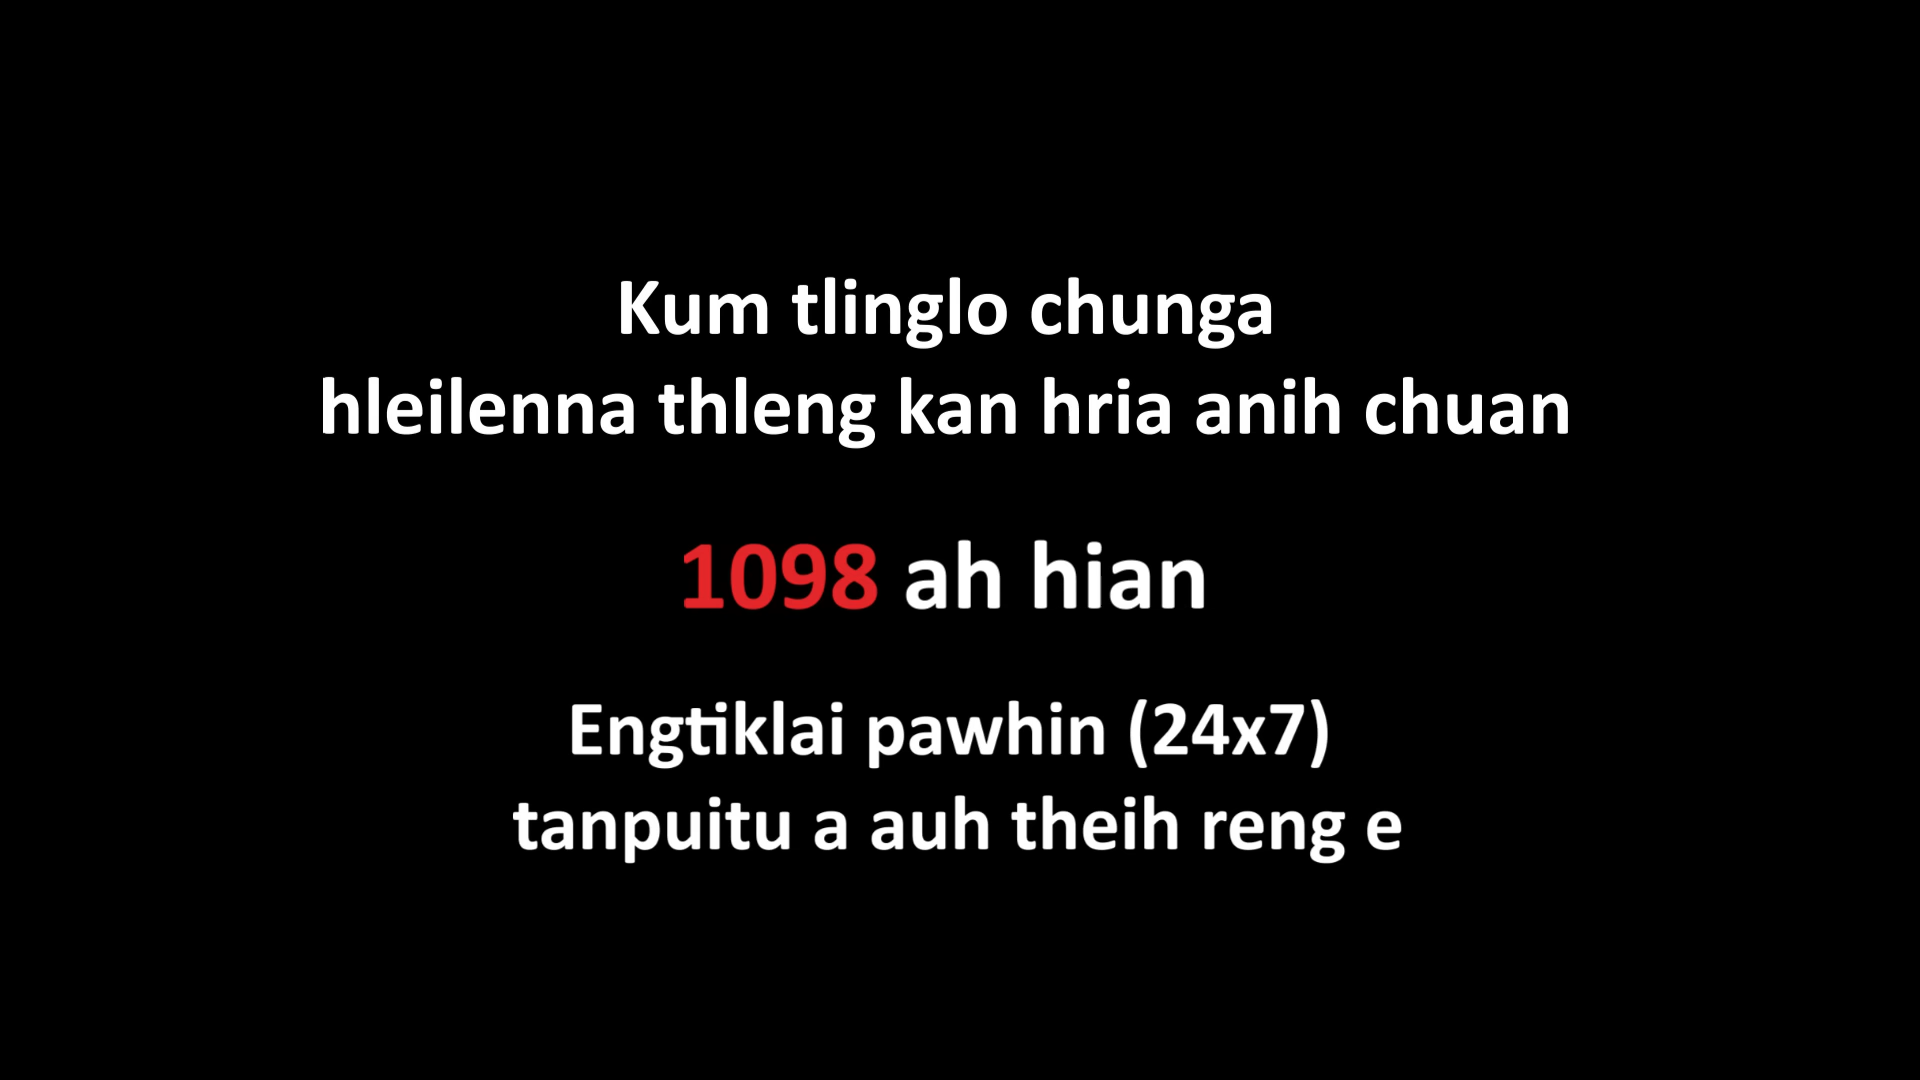 Kum tlinglo chunga
hleilenna thleng kan hria anih chuan
1098 ah hian
Engtiklai pawhin (24x7)
tanpuitu a auh theih reng e